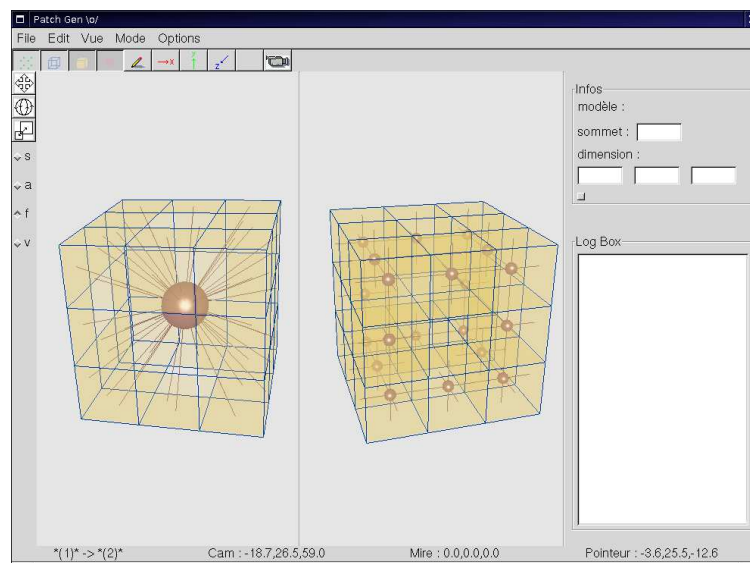 Patch Gen \o/
File Edit Vue Mode Options
x
z
Infos
modèle :
sommet :
dimension :
s
a
f
v
Log Box
*(1)* -> *(2)*
Cam : -18.7,26.5,59.0
Mire : 0.0,0.0,0.0
Pointeur : -3.6,25.5,-12.6